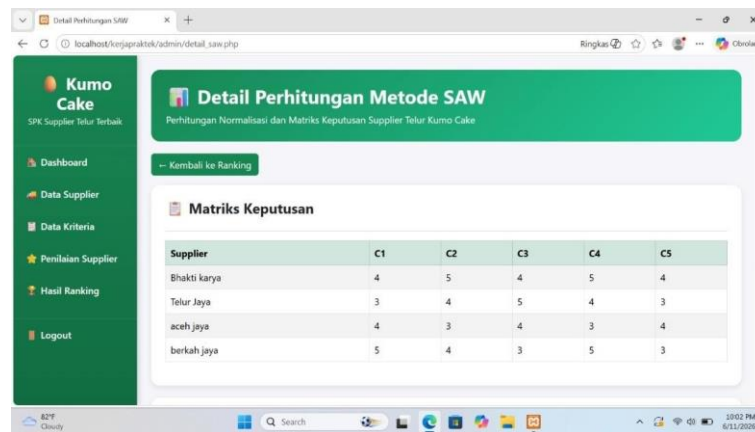 Detail Perhitungan SAW
localhost/kerjapraktek/admin/detail_saw.php
Ringkas
Obrolan
Kumo
Cake
SPK Supplier Telur Terbaik
Dashboard
Data Supplier
Data Kriteria
Penilaian Supplier
Hasil Ranking
Logout
Detail Perhitungan Metode SAW
Perhitungan Normalisasi dan Matriks Keputusan Supplier Telur Kumo Cake
← Kembali ke Ranking
Matriks Keputusan
Supplier C1 C2 C3 C4 C5
Bhakti karya 4 5 4 5 4
Telur Jaya 3 4 5 4 3
aceh jaya 4 3 4 3 4
berkah jaya 5 4 3 5 3
82°F
Cloudy
Search
10:02 PM